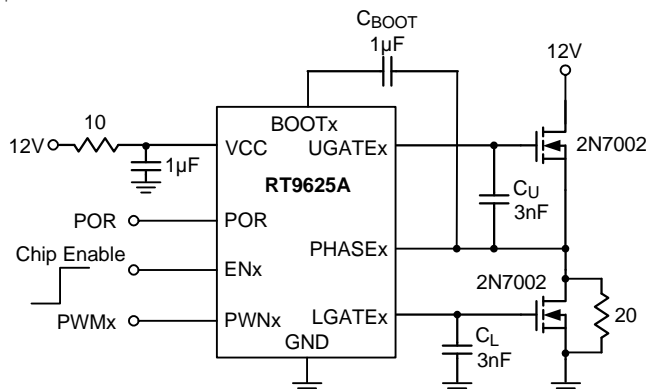 CBOOT
1µF
12V
BOOTx
10
12V
VCC
UGATEx
2N7002
1µF
RT9625A
CU
3nF
POR
POR
Chip Enable
PHASEx
ENx
2N7002
PWMx
PWNx
LGATEx
20
GND
CL
3nF